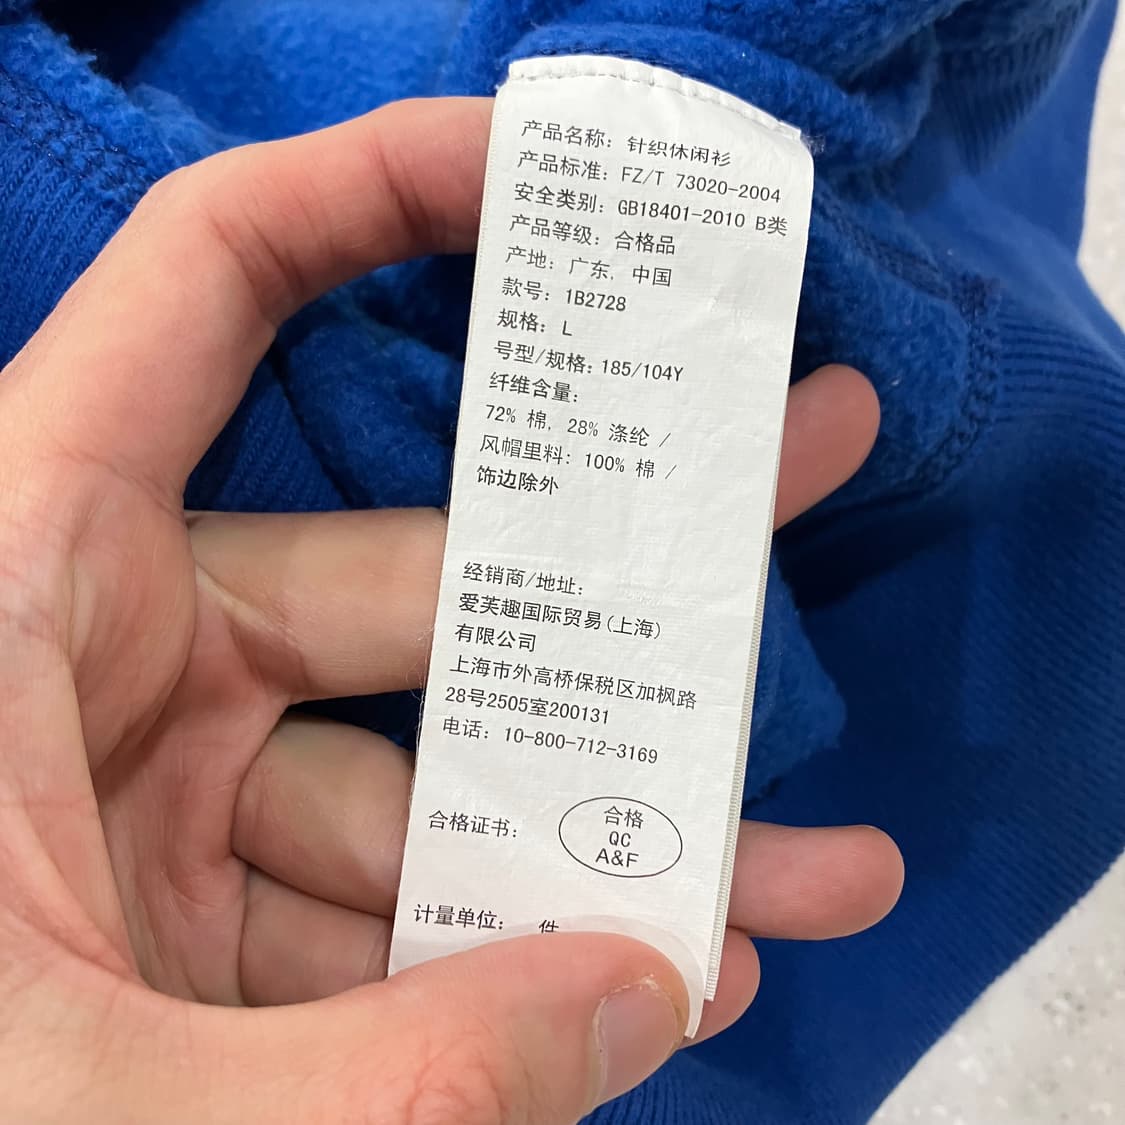 产品名称：针织休闲衫
产品标准：FZ/T 73020-2004
安全类别：GB18401-2010 B类
产品等级：合格品
产地：广东, 中国
款号：1B2728
规格：L
号型/规格：185/104Y
纤维含量：
72% 棉, 28% 涤纶 /
风帽里料：100% 棉 /
饰边除外
经销商/地址：
爱芙趣国际贸易(上海)
有限公司
上海市外高桥保税区加枫路
28号2505室200131
电话：10-800-712-3169
合格证书：
合格
QC
A&F
计量单位： 件